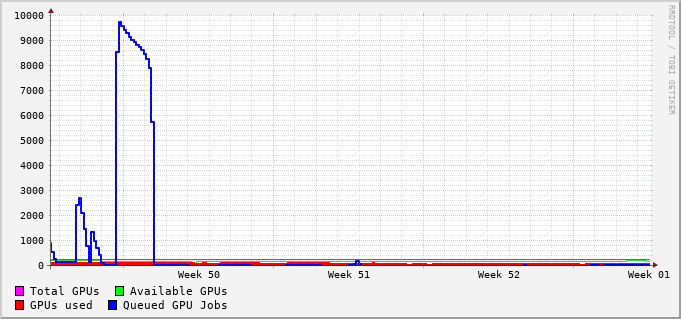 10000
9000
8000
7000
6000
5000
4000
3000
2000
1000
0
Week 50 Week 51 Week 52 Week 01
Total GPUs Available GPUs
GPUs used Queued GPU Jobs
RRDTOOL / TOBI OETIKER